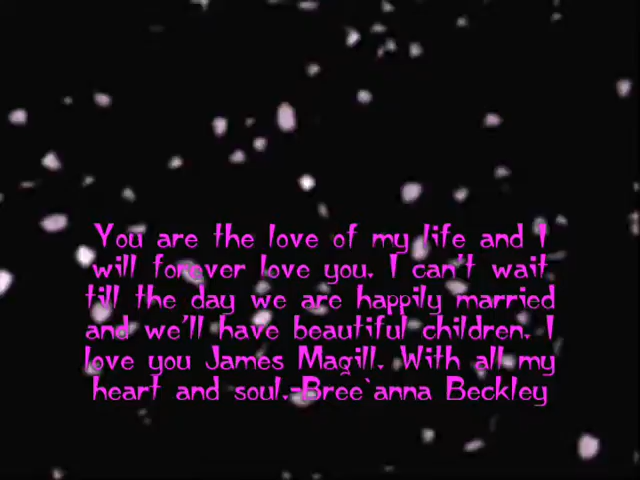 You are the love of my life and I
will forever love you. I can't wait
till the day we are happily married
and we'll have beautiful children. I
love you James Magill. With all my
heart and soul.-Bree`anna Beckley